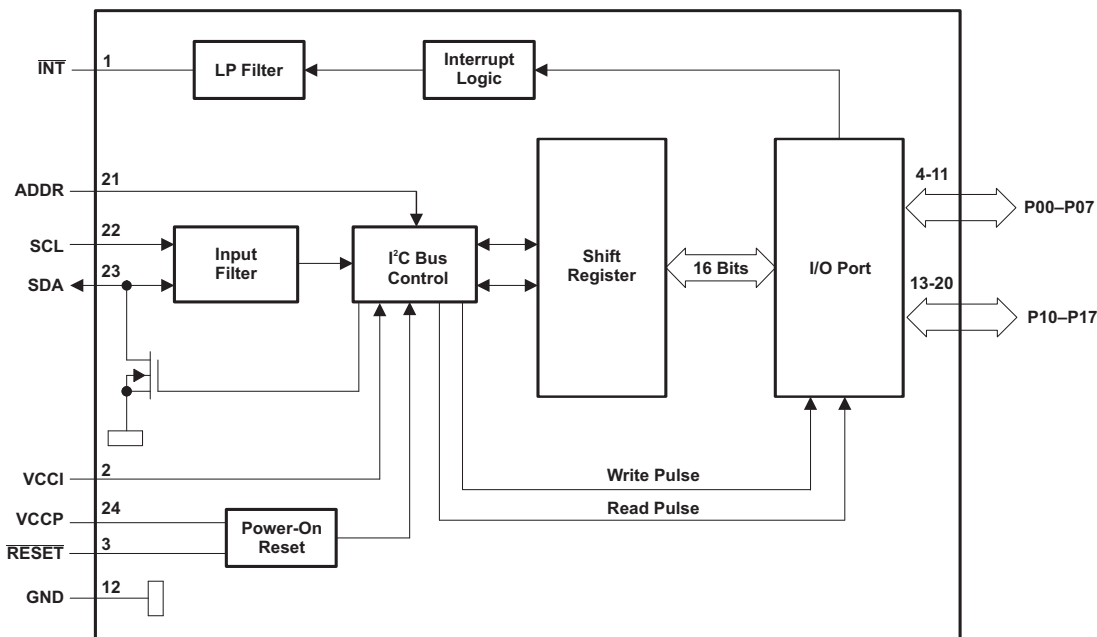 INT
1
LP Filter
Interrupt
Logic
ADDR
21
4-11
P00–P07
SCL
22
SDA
23
Input
Filter
I²C Bus
Control
Shift
Register
16 Bits
I/O Port
13-20
P10–P17
VCCI
2
Write Pulse
VCCP
24
Read Pulse
RESET
3
Power-On
Reset
GND
12